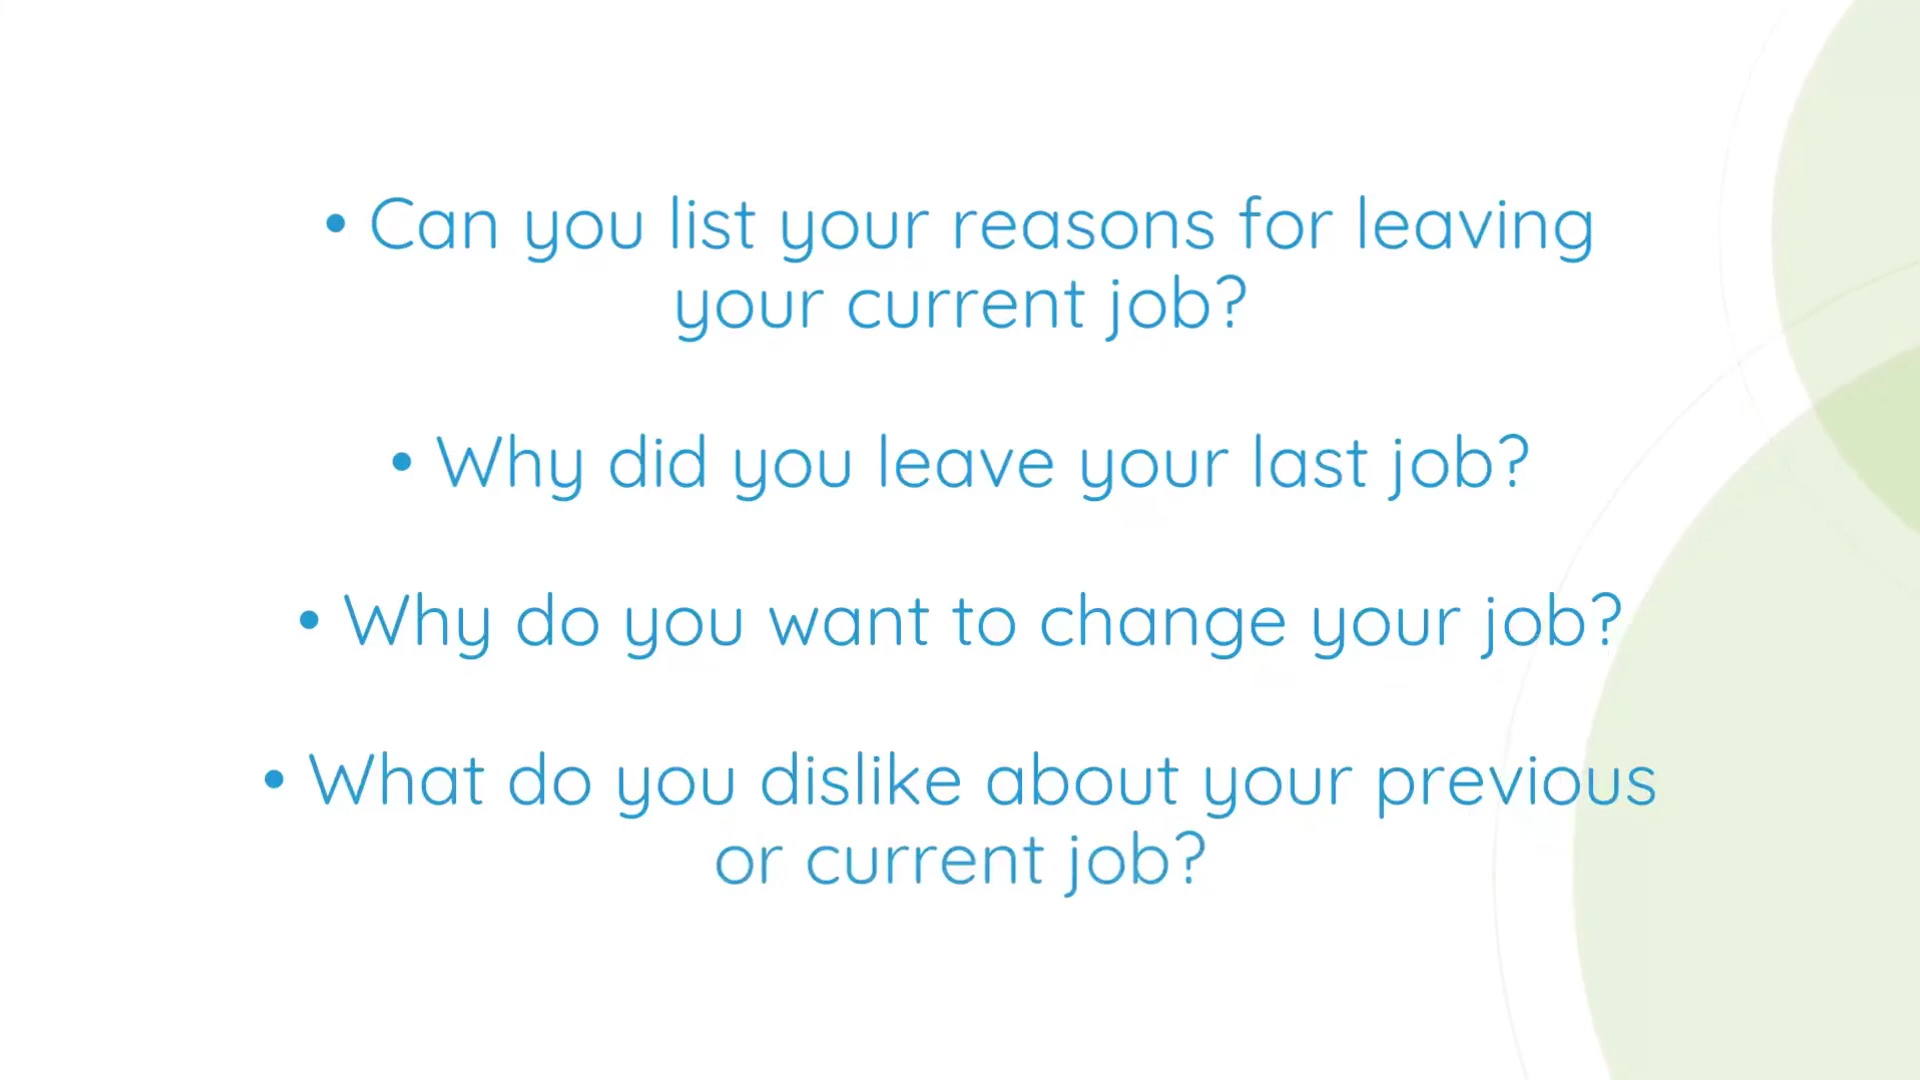 • Can you list your reasons for leaving
your current job?
• Why did you leave your last job?
• Why do you want to change your job?
• What do you dislike about your previous
or current job?